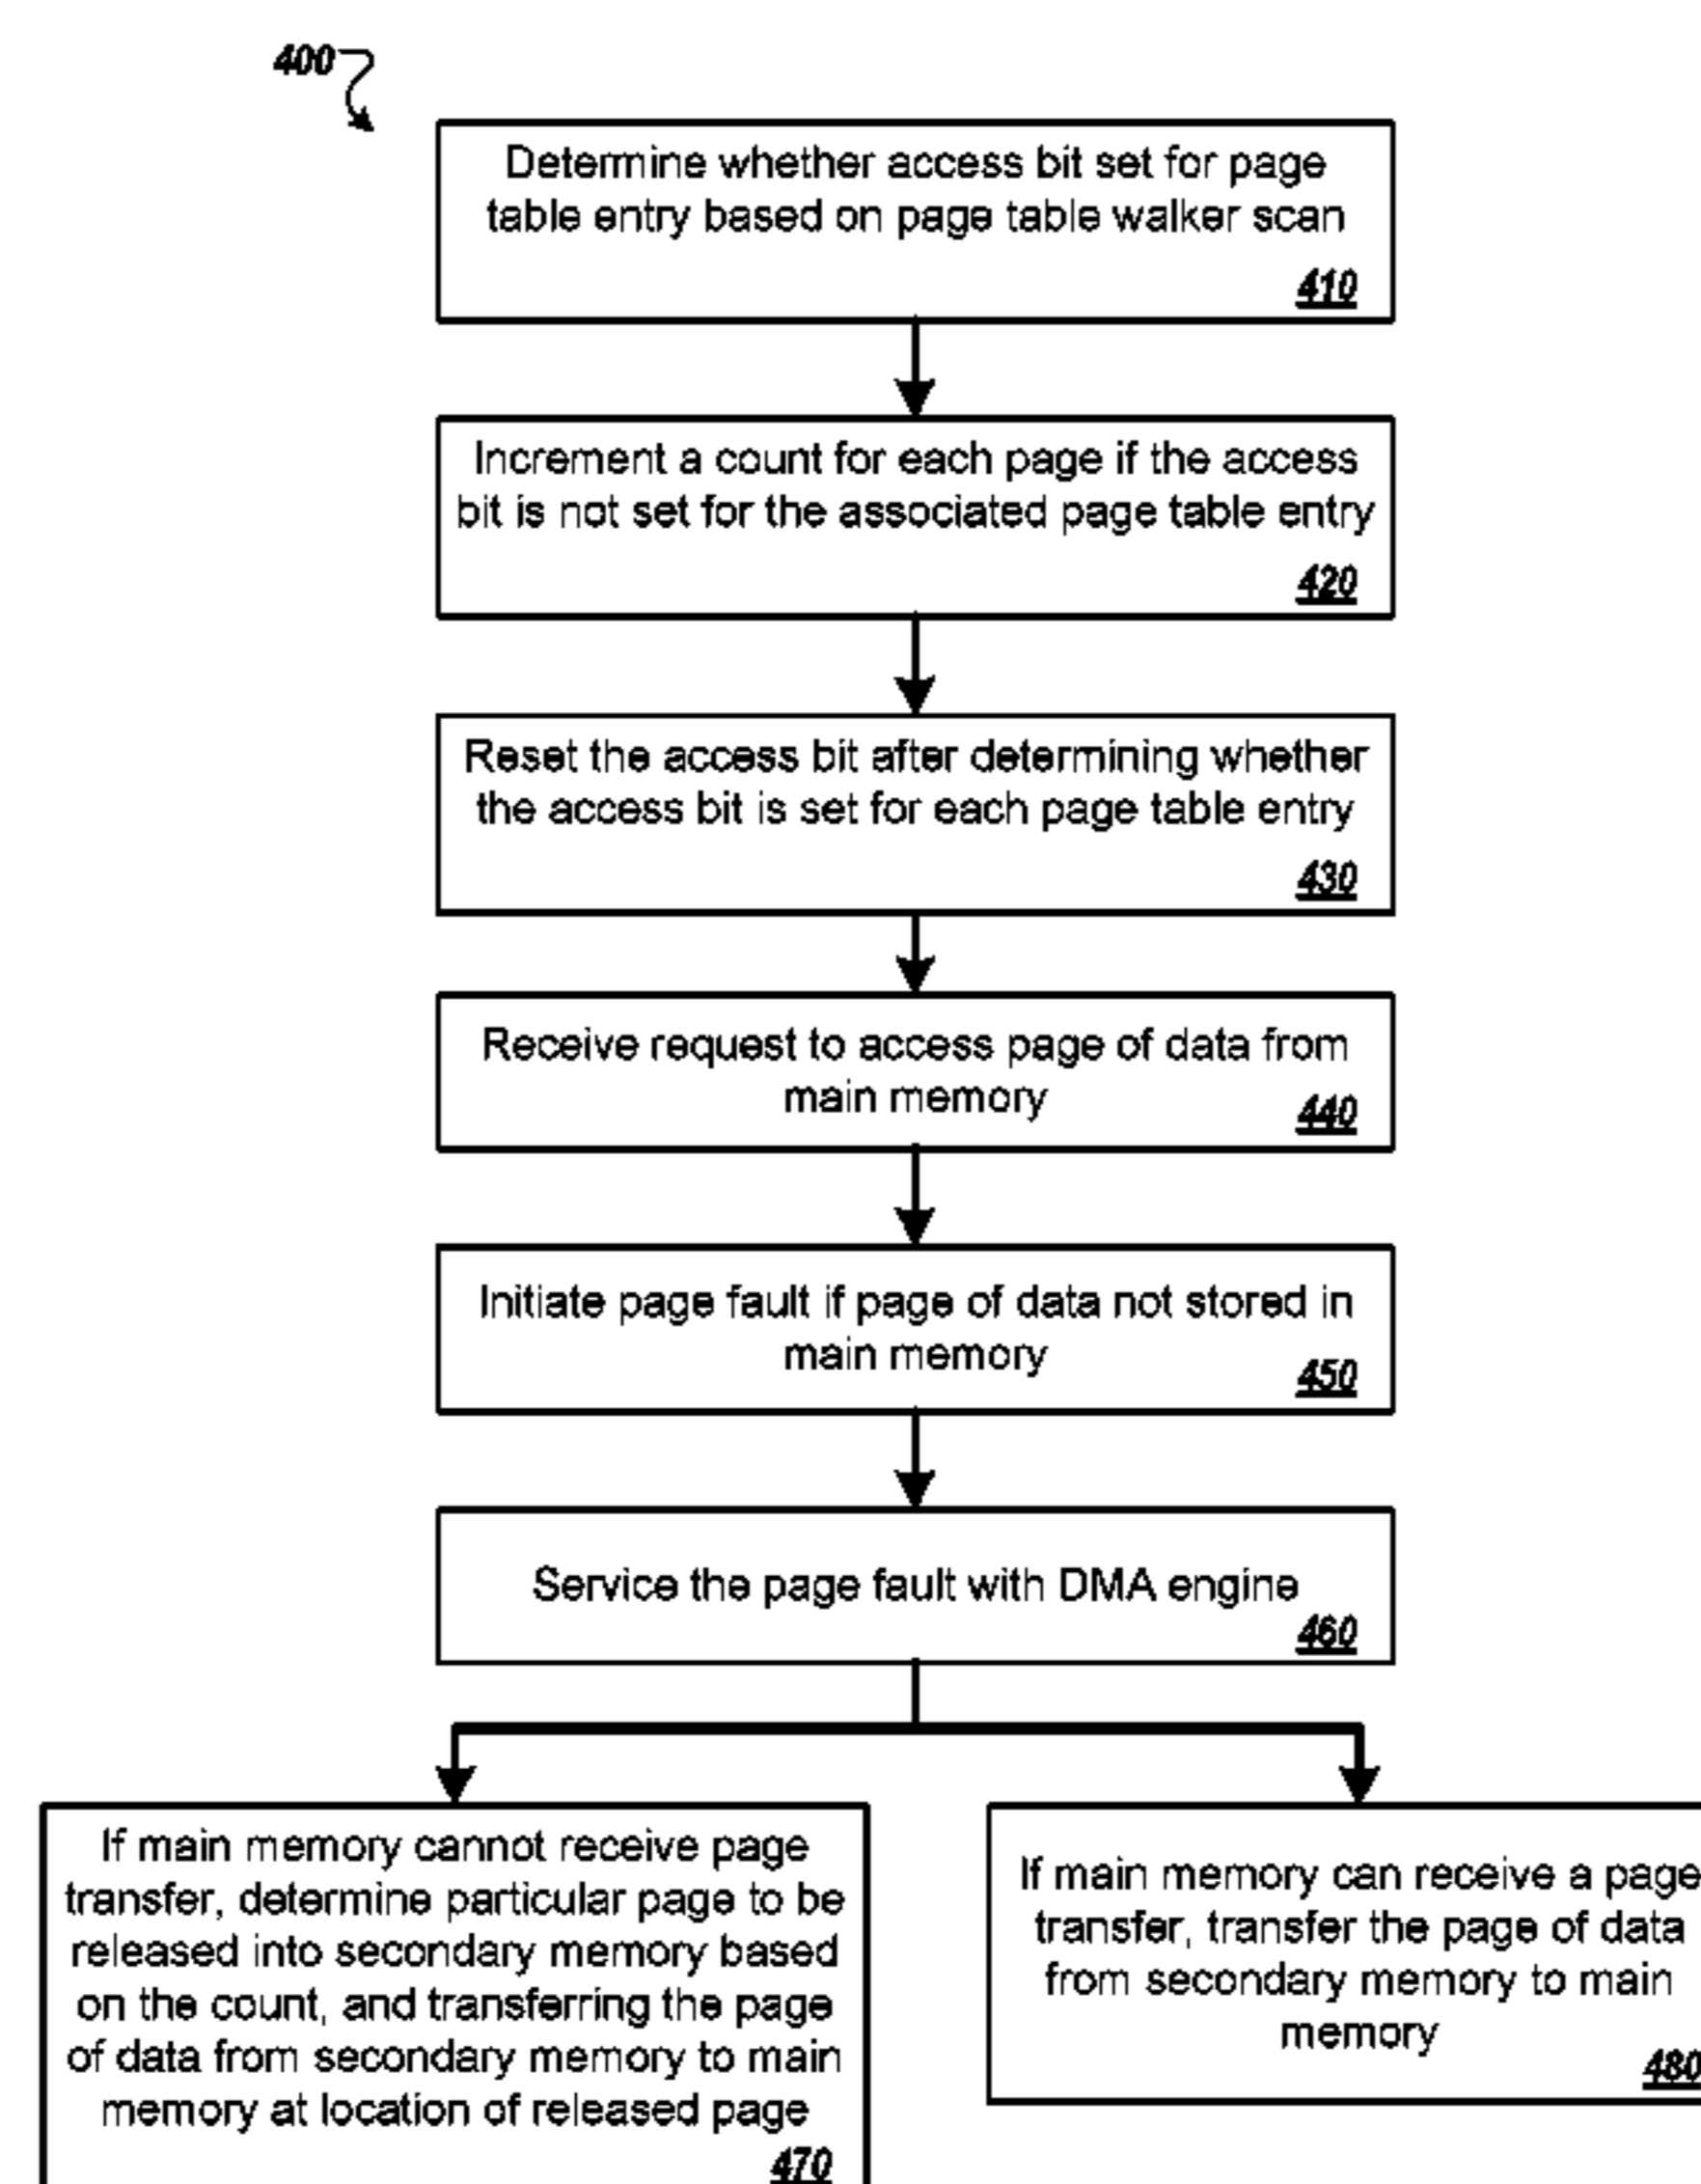 400
Determine whether access bit set for page
table entry based on page table walker scan
410
Increment a count for each page if the access
bit is not set for the associated page table entry
420
Reset the access bit after determining whether
the access bit is set for each page table entry
430
Receive request to access page of data from
main memory
440
Initiate page fault if page of data not stored in
main memory
450
Service the page fault with DMA engine
460
If main memory cannot receive page
transfer, determine particular page to be
released into secondary memory based
on the count, and transferring the page
of data from secondary memory to main
memory at location of released page
470
If main memory can receive a page
transfer, transfer the page of data
from secondary memory to main
memory
480